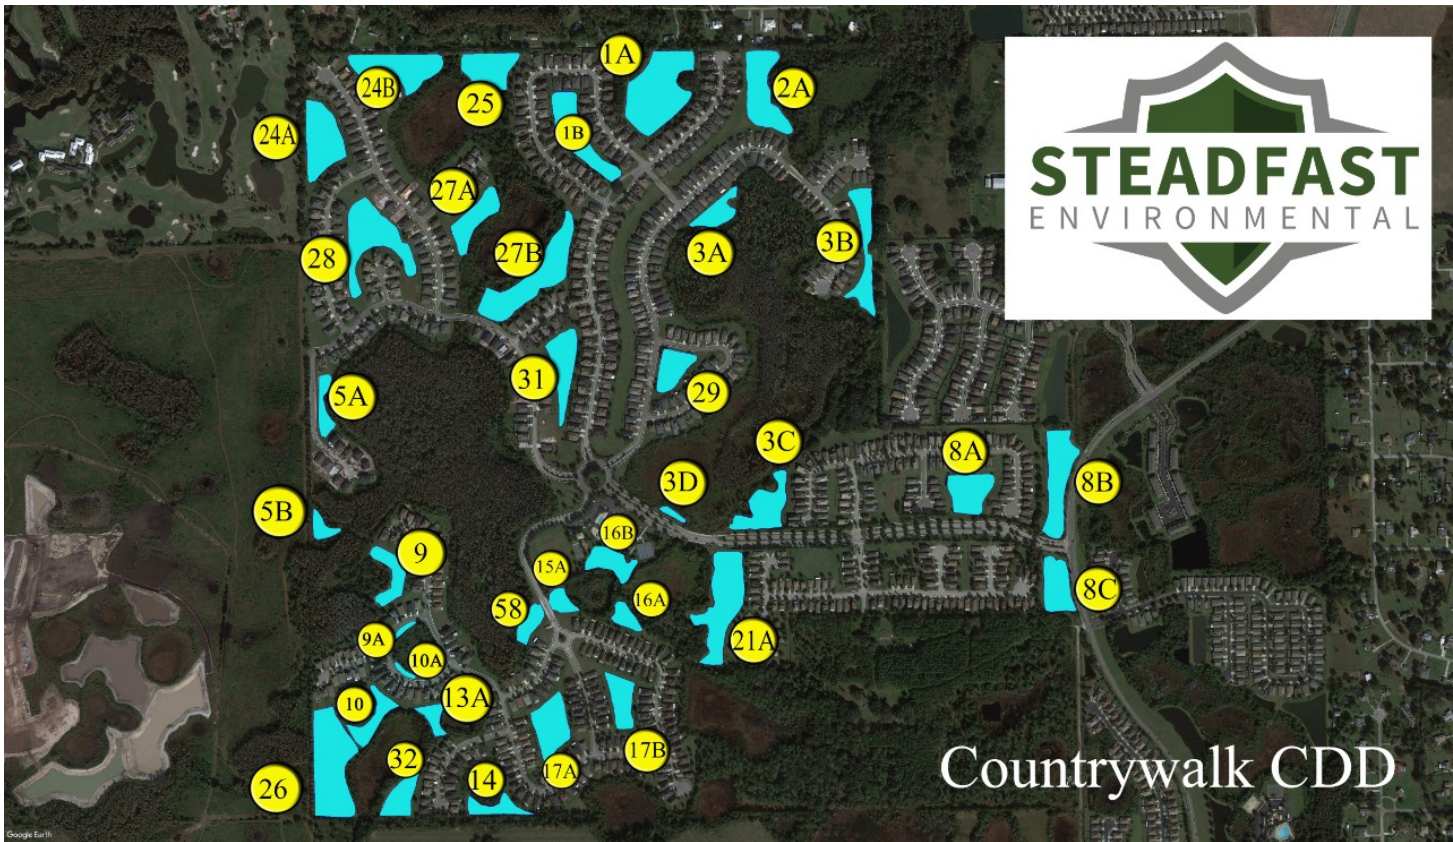 1A
24B
25
2A
24A
1B
27A
28
27B
3A
3B
STEADFAST
ENVIRONMENTAL
31
5A
29
3C
8A
3D
8B
5B
16B
9
15A
58
16A
8C
9A
10A
21A
13A
10
32
17B
26
14
17A
Countrywalk CDD
Google Earth